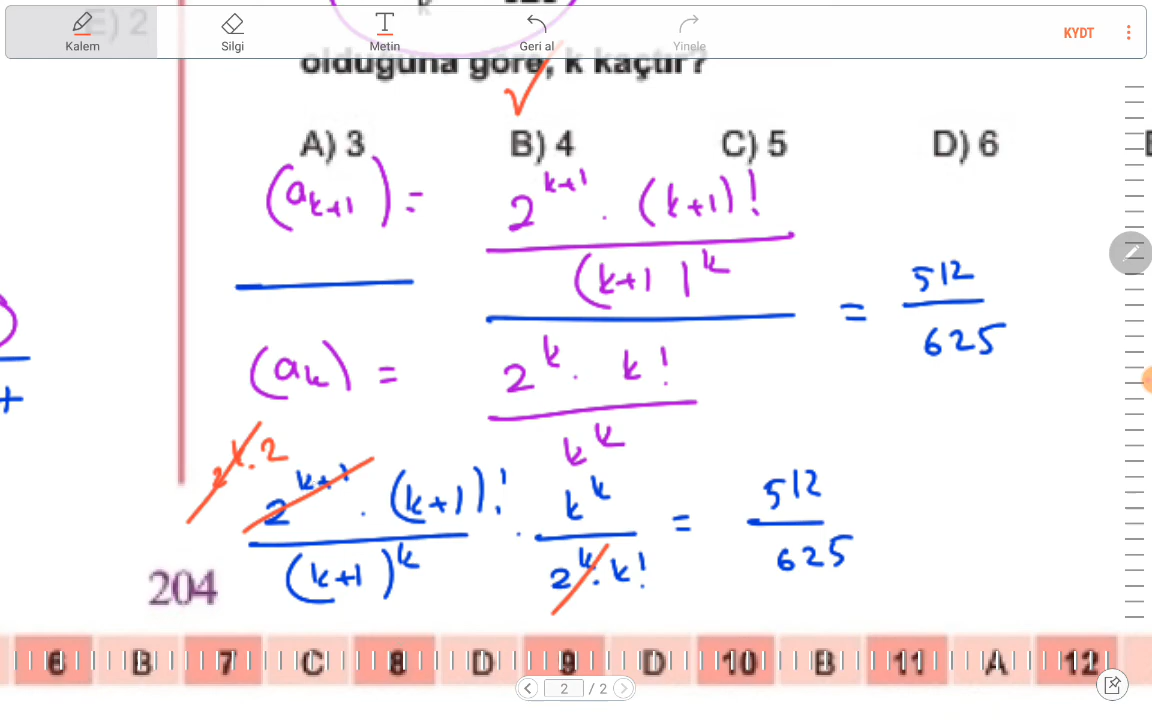 E) 2
Kalem Silgi Metin Geri al Yinele KYDT
olduğuna göre, k kaçtır?
A) 3 B) 4 C) 5 D) 6
(a_{k+1}) = 2^{k+1} . (k+1)!
(k+1)^k
= 512
625
(a_k) = 2^k . k!
k^k
2^k . 2
2^{k+1} . (k+1)! . k^k = 512
(k+1)^k 2^k . k! 625
204
6 B 7 C 8 D 9 D 10 B 11 A 12
2 / 2